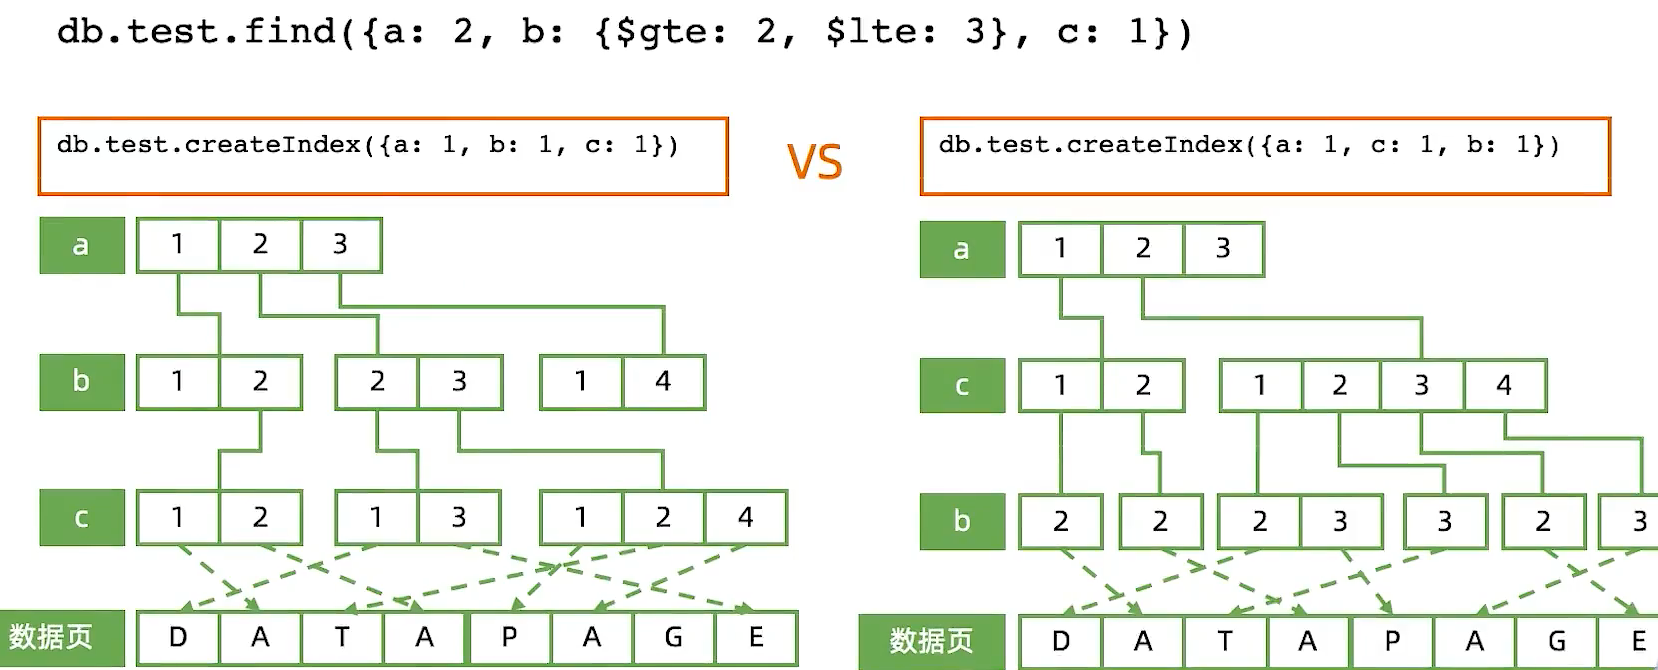 db.test.find({a: 2, b: {$gte: 2, $lte: 3}, c: 1})
db.test.createIndex({a: 1, b: 1, c: 1})
VS
db.test.createIndex({a: 1, c: 1, b: 1})
a 1 2 3
b 1 2 2 3 1 4
c 1 2 1 3 1 2 4
数据页 D A T A P A G E
a 1 2 3
c 1 2 1 2 3 4
b 2 2 2 3 3 2 3
数据页 D A T A P A G E